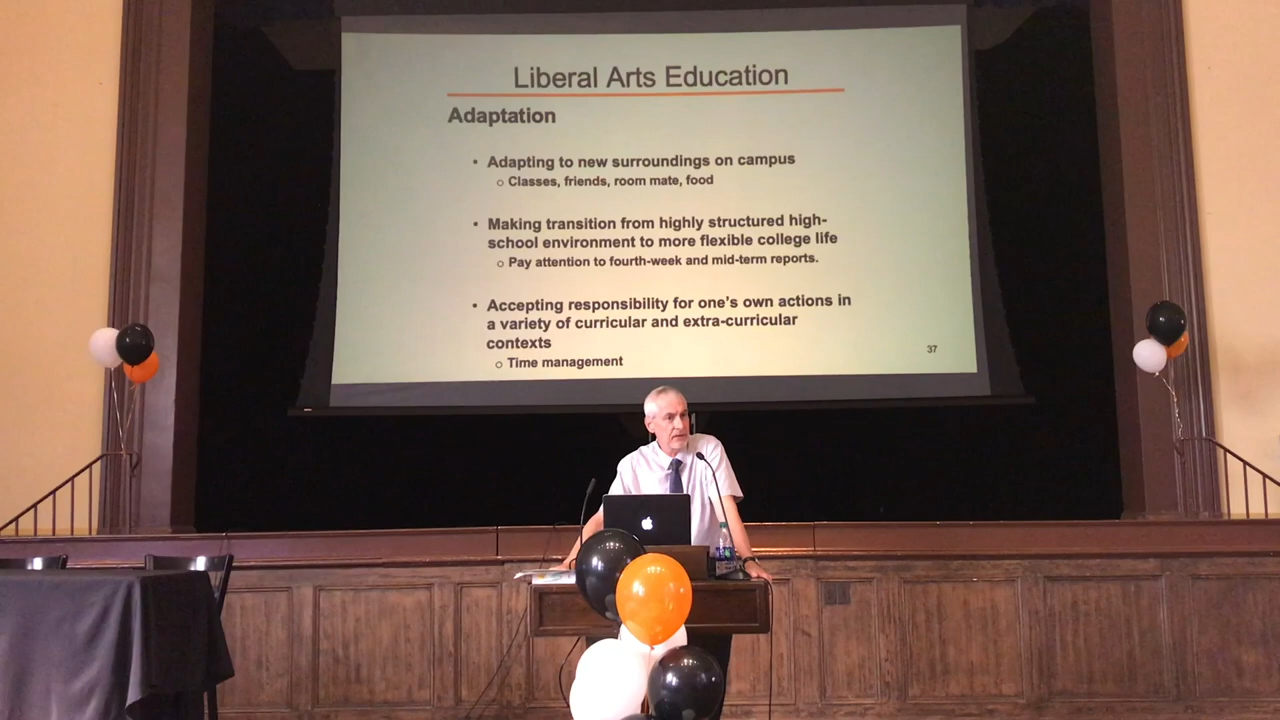 Liberal Arts Education
Adaptation
• Adapting to new surroundings on campus
o Classes, friends, room mate, food
• Making transition from highly structured high-
school environment to more flexible college life
o Pay attention to fourth-week and mid-term reports.
• Accepting responsibility for one's own actions in
a variety of curricular and extra-curricular
contexts
o Time management
37